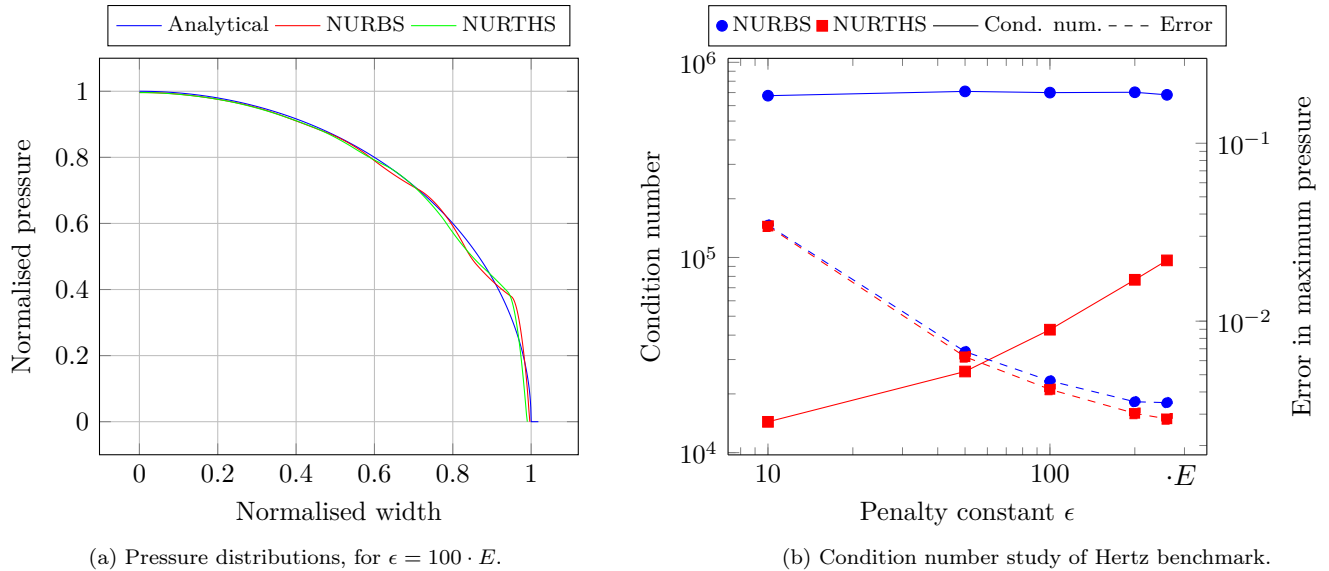 Analytical NURBS NURTHS
Normalised pressure
1
0.8
0.6
0.4
0.2
0
0 0.2 0.4 0.6 0.8 1
Normalised width
(a) Pressure distributions, for ϵ = 100 · E.
NURBS NURTHS Cond. num. Error
Condition number
10^6
10^5
10^4
10^−1
10^−2
Error in maximum pressure
10 100 ·E
Penalty constant ϵ
(b) Condition number study of Hertz benchmark.